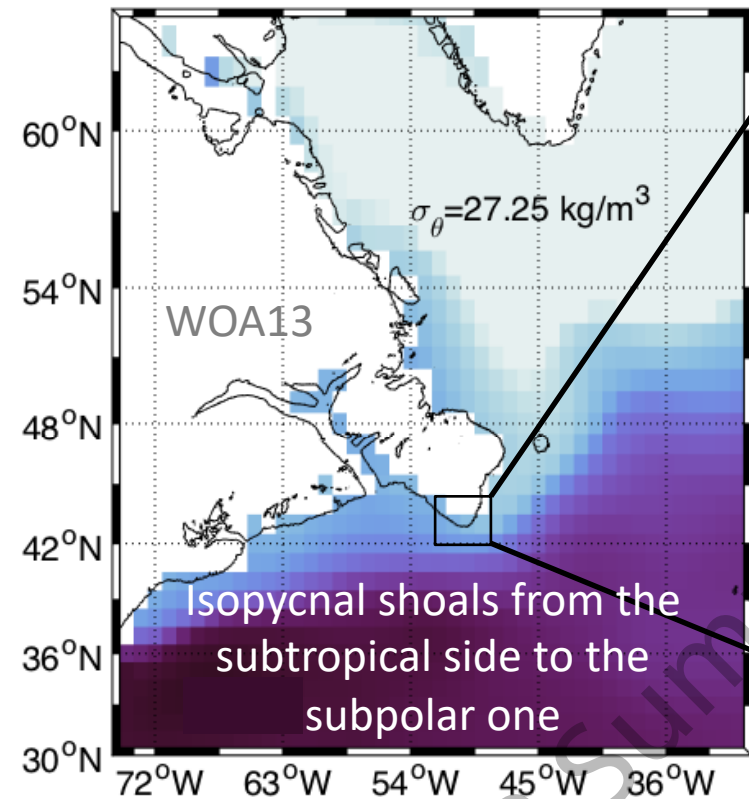 60°N
σθ=27.25 kg/m³
54°N
WOA13
48°N
42°N
Isopycnal shoals from the
36°N
subtropical side to the
subpolar one
30°N
72°W 63°W 54°W 45°W 36°W
Sum